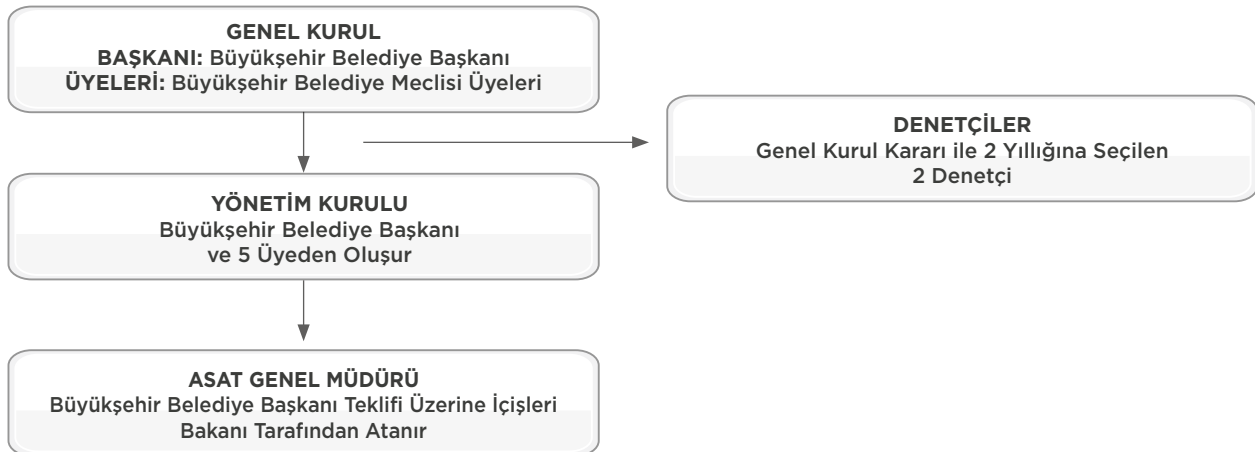 GENEL KURUL
BAŞKANI: Büyükşehir Belediye Başkanı
ÜYELERİ: Büyükşehir Belediye Meclisi Üyeleri
DENETÇİLER
Genel Kurul Kararı ile 2 Yıllığına Seçilen
2 Denetçi
YÖNETİM KURULU
Büyükşehir Belediye Başkanı
ve 5 Üyeden Oluşur
ASAT GENEL MÜDÜRÜ
Büyükşehir Belediye Başkanı Teklifi Üzerine İçişleri
Bakanı Tarafından Atanır